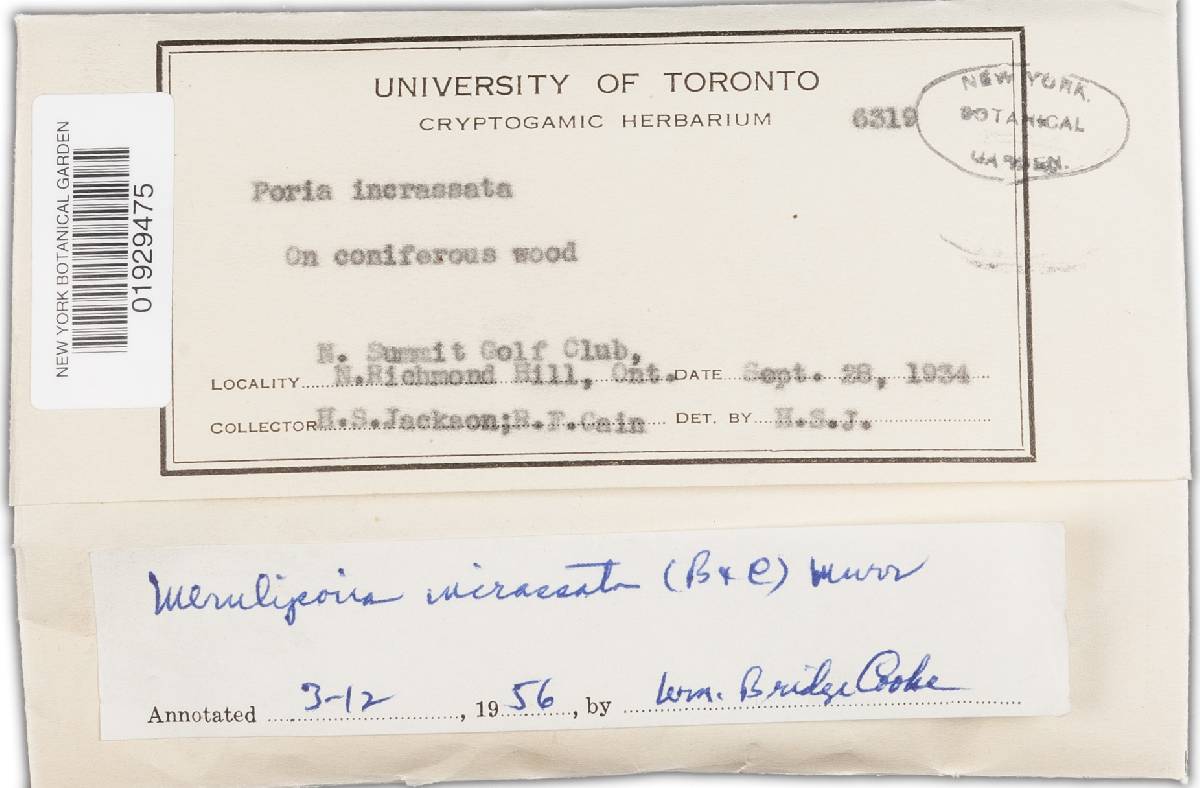 UNIVERSITY OF TORONTO
CRYPTOGAMIC HERBARIUM
6319
NEW YORK
BOTANICAL
GARDEN.
NEW YORK BOTANICAL GARDEN
01929475
Poria incrassata
On coniferous wood
N. Summit Golf Club,
LOCALITY N.Richmond Hill, Ont. DATE Sept. 28, 1934
COLLECTOR H.S.Jackson;R.F.Cain DET. BY H.S.J.
Meruliporia incrassata (B & C) Murr
Annotated 3-12, 1956, by Wm. Bridge Cooke